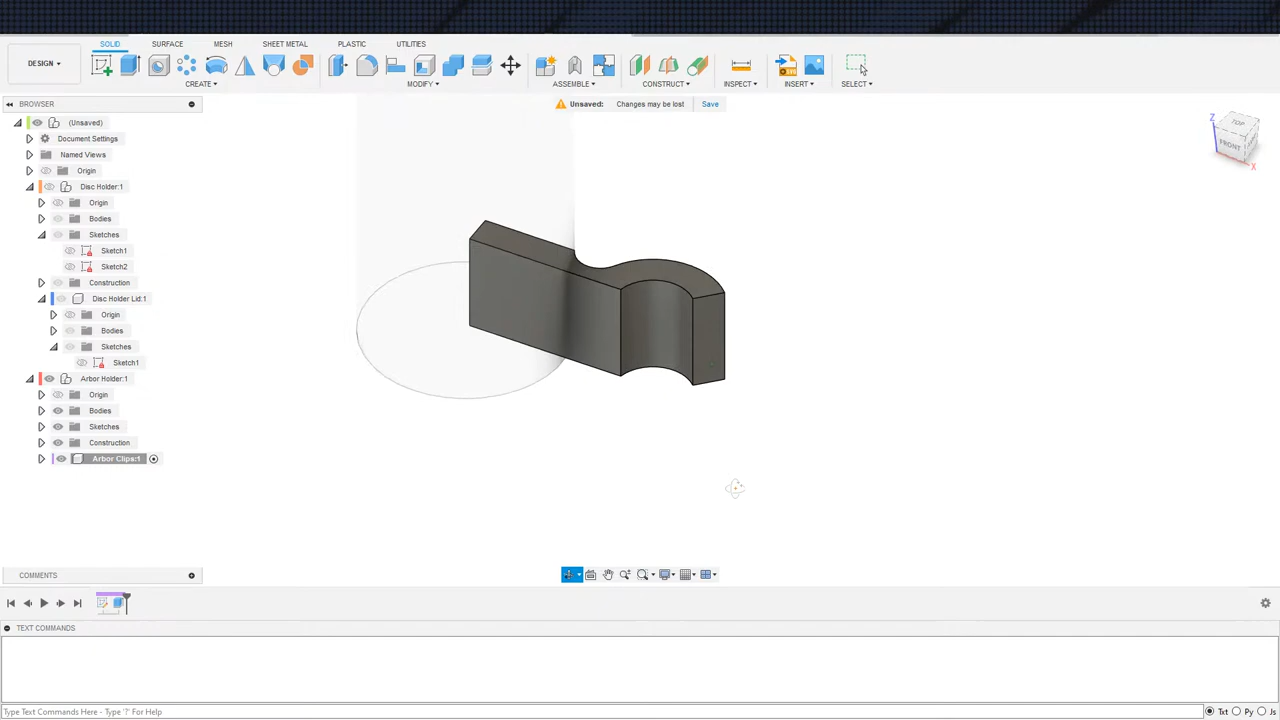 SOLID SURFACE MESH SHEET METAL PLASTIC UTILITIES
DESIGN
CREATE MODIFY ASSEMBLE CONSTRUCT INSPECT INSERT SELECT
BROWSER
Unsaved: Changes may be lost Save
(Unsaved)
Document Settings
Named Views
Origin
Disc Holder:1
Origin
Bodies
Sketches
Sketch1
Sketch2
Construction
Disc Holder Lid:1
Origin
Bodies
Sketches
Sketch1
Arbor Holder:1
Origin
Bodies
Sketches
Construction
Arbor Clips:1
Z
TOP
FRONT
X
COMMENTS
TEXT COMMANDS
Type Text Commands Here - Type '?' For Help
Txt Py Js